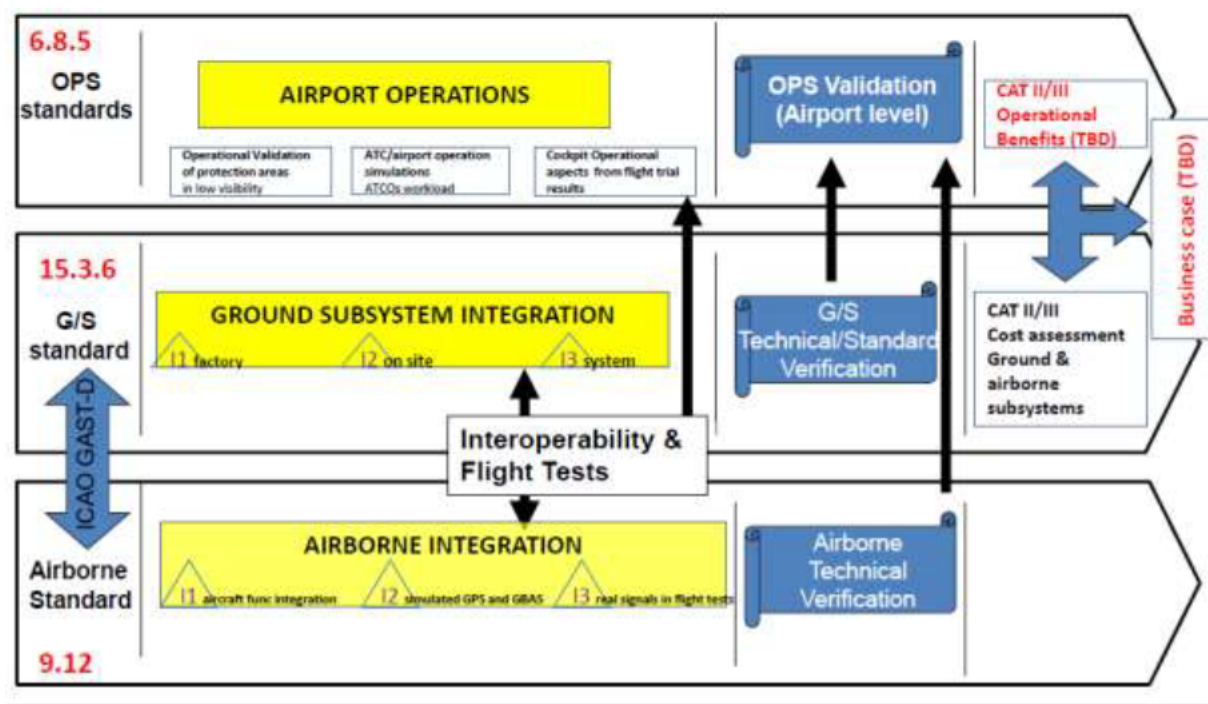 6.8.5
OPS
standards
AIRPORT OPERATIONS
Operational Validation
of protection areas
in low visibility
ATC/airport operation
simulations
ATCOs workload
Cockpit Operational
aspects from flight trial
results
OPS Validation
(Airport level)
CAT II/III
Operational
Benefits (TBD)
Business case (TBD)
15.3.6
G/S
standard
GROUND SUBSYSTEM INTEGRATION
I1 factory
I2 on site
I3 system
G/S
Technical/Standard
Verification
CAT II/III
Cost assessment
Ground &
airborne
subsystems
ICAO GAST-D
Interoperability &
Flight Tests
Airborne
Standard
9.12
AIRBORNE INTEGRATION
I1 aircraft func integration
I2 simulated GPS and GBAS
I3 real signals in flight tests
Airborne
Technical
Verification